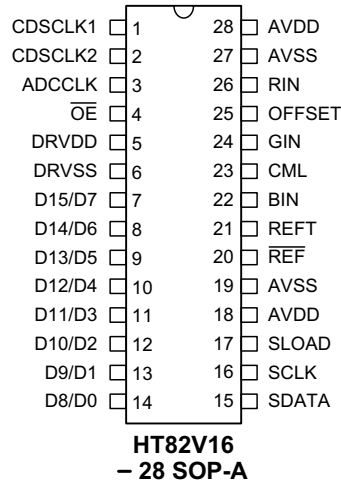 CDSCLK1 1 28 AVDD
CDSCLK2 2 27 AVSS
ADCCLK 3 26 RIN
O̅E̅ 4 25 OFFSET
DRVDD 5 24 GIN
DRVSS 6 23 CML
D15/D7 7 22 BIN
D14/D6 8 21 REFT
D13/D5 9 20 R̅E̅F̅
D12/D4 10 19 AVSS
D11/D3 11 18 AVDD
D10/D2 12 17 SLOAD
D9/D1 13 16 SCLK
D8/D0 14 15 SDATA
HT82V16
– 28 SOP-A